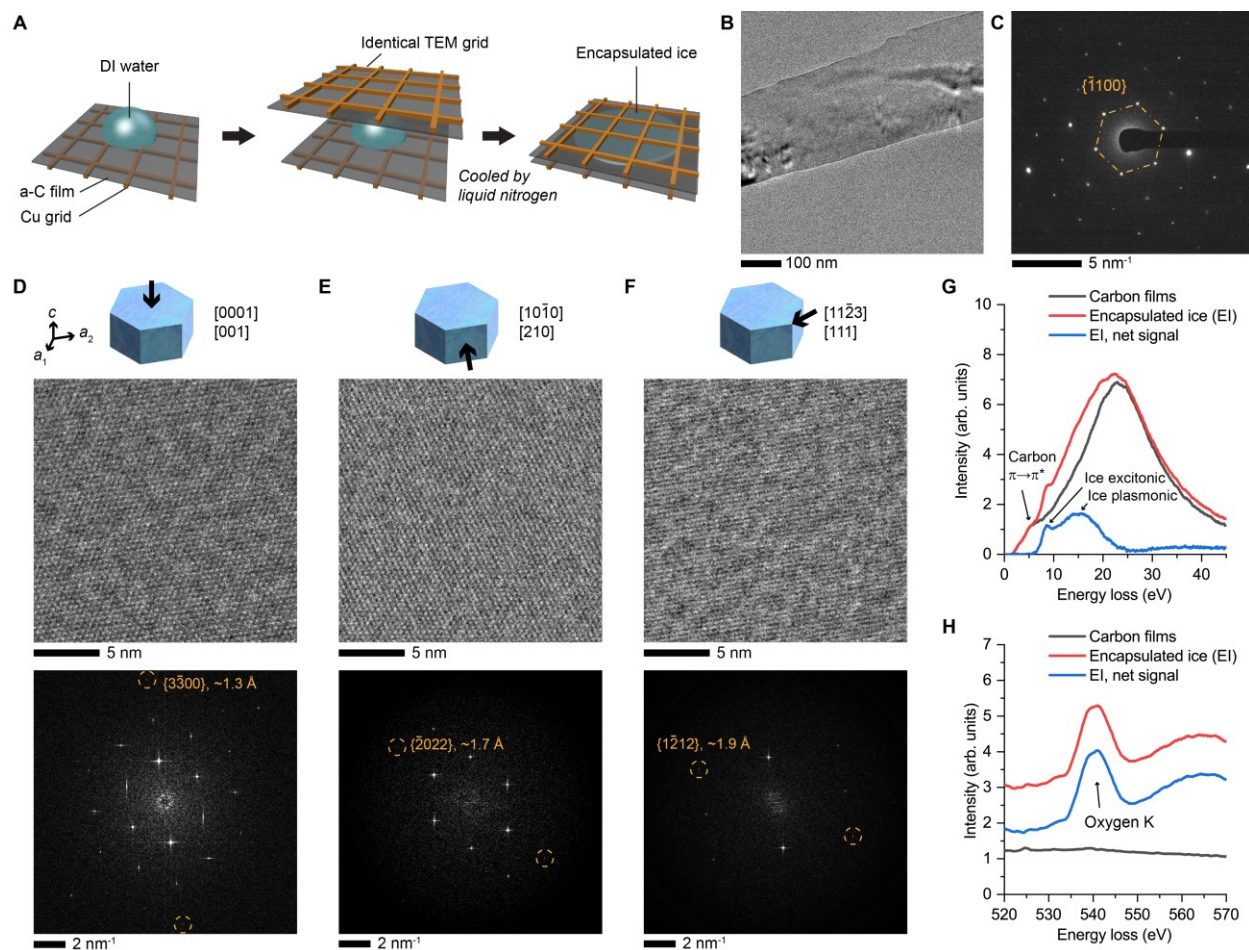 A
DI water
a-C film
Cu grid
Identical TEM grid
Cooled by
liquid nitrogen
Encapsulated ice
B
100 nm
C
{1̅100}
5 nm⁻¹
D
c
a₂
a₁
[0001]
[001]
5 nm
{33̅00}, ~1.3 Å
2 nm⁻¹
E
[101̅0]
[210]
5 nm
{2̅022}, ~1.7 Å
2 nm⁻¹
F
[112̅3]
[111]
5 nm
{12̅12}, ~1.9 Å
2 nm⁻¹
G
Carbon films
Encapsulated ice (EI)
EI, net signal
Intensity (arb. units)
10
8
6
4
2
0
Carbon
π→π*
Ice excitonic
Ice plasmonic
0 10 20 30 40
Energy loss (eV)
H
Carbon films
Encapsulated ice (EI)
EI, net signal
Intensity (arb. units)
7
6
5
4
3
2
1
0
Oxygen K
520 530 540 550 560 570
Energy loss (eV)